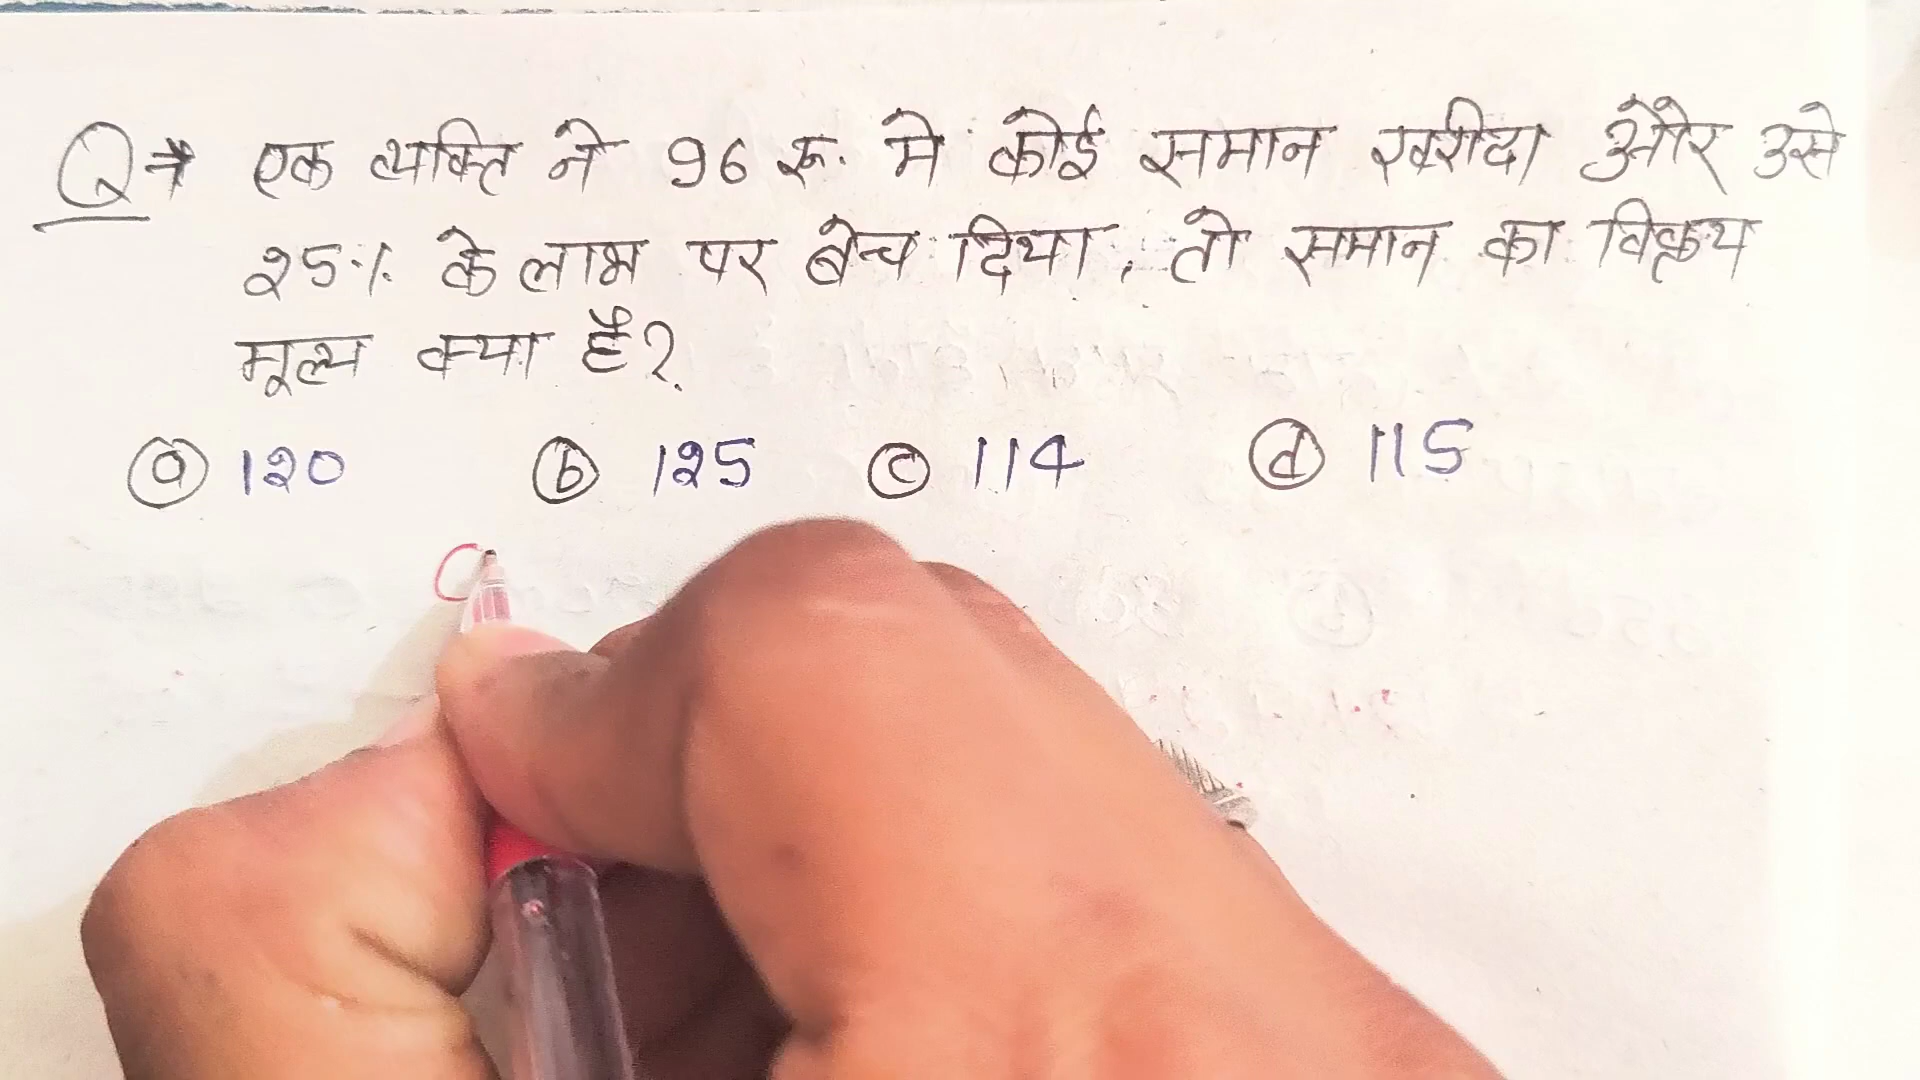 Q→ एक व्यक्ति ने 96 रू. मे कोई समान खरीदा और उसे
25% के लाभ पर बेच दिया, तो समान का विक्रय
मूल्य क्या है?
(a) 120 (b) 125 (c) 114 (d) 115